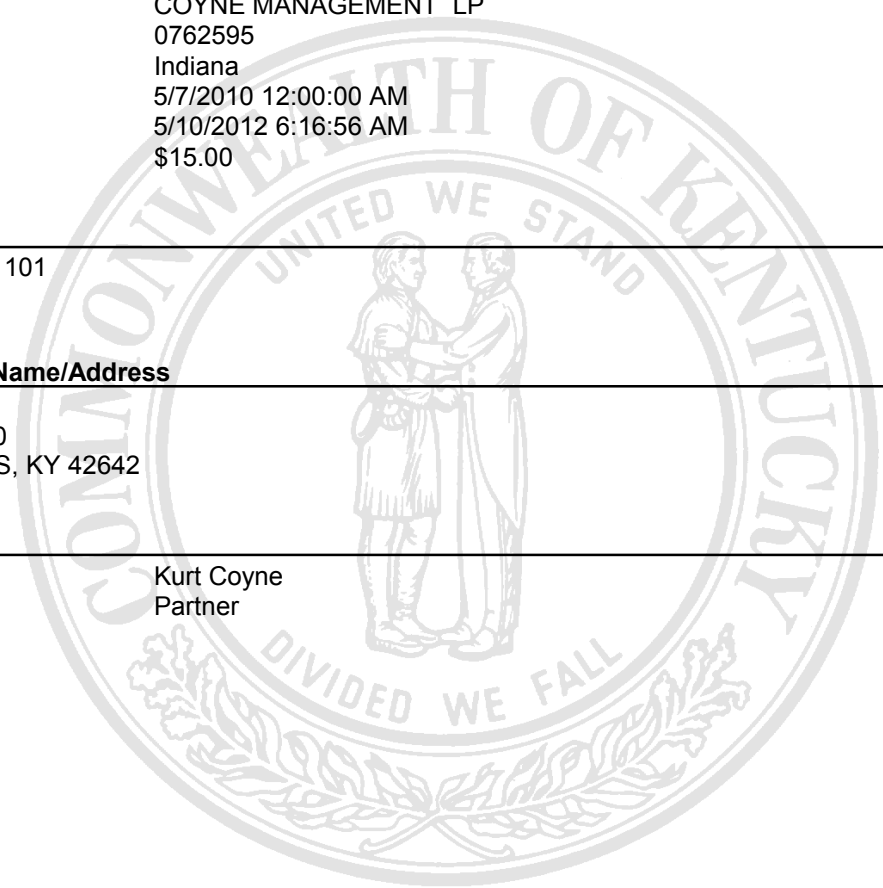 COYNE MANAGEMENT LP
0762595
Indiana
5/7/2010 12:00:00 AM
5/10/2012 6:16:56 AM
$15.00
101
Name/Address
0
S, KY 42642
Kurt Coyne
Partner
COMMONWEALTH OF KENTUCKY
UNITED WE STAND
DIVIDED WE FALL